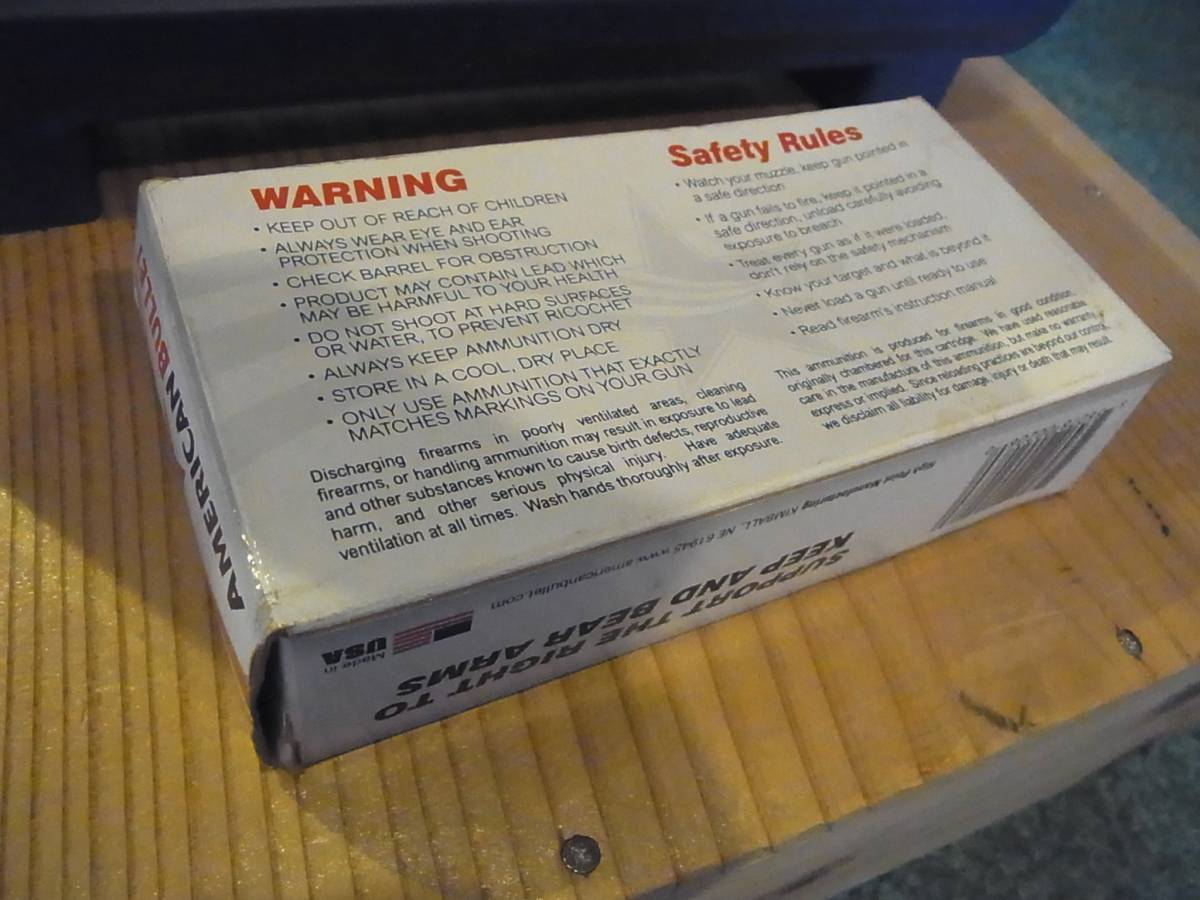 WARNING
• KEEP OUT OF REACH OF CHILDREN
• ALWAYS WEAR EYE AND EAR
PROTECTION WHEN SHOOTING
• CHECK BARREL FOR OBSTRUCTION
• PRODUCT MAY CONTAIN LEAD WHICH
MAY BE HARMFUL TO YOUR HEALTH
• DO NOT SHOOT AT HARD SURFACES
OR WATER, TO PREVENT RICOCHET
• ALWAYS KEEP AMMUNITION DRY
• STORE IN A COOL, DRY PLACE
• ONLY USE AMMUNITION THAT EXACTLY
MATCHES MARKINGS ON YOUR GUN
Discharging firearms in poorly ventilated areas, cleaning
firearms, or handling ammunition may result in exposure to lead
and other substances known to cause birth defects, reproductive
harm, and other serious physical injury. Have adequate
ventilation at all times. Wash hands thoroughly after exposure.
Safety Rules
• Watch your muzzle, keep gun pointed in
a safe direction
• If a gun fails to fire, keep it pointed in a
safe direction, unload carefully avoiding
exposure to breach
• Treat every gun as if it were loaded,
don't rely on the safety mechanism
• Know your target and what is beyond it
• Never load a gun until ready to use
• Read firearm's instruction manual
This ammunition is produced for firearms in good condition,
originally chambered for this cartridge. We have used reasonable
care in the manufacture of this ammunition, but make no warranty,
express or implied. Since reloading practices are beyond our control,
we disclaim all liability for damage, injury or death that may result.
AMERICAN BULLET
SUPPORT THE RIGHT TO
KEEP AND BEAR ARMS
High Point Manufacturing KIMBALL, NE 61945 www.americanbullet.com
Made in
USA